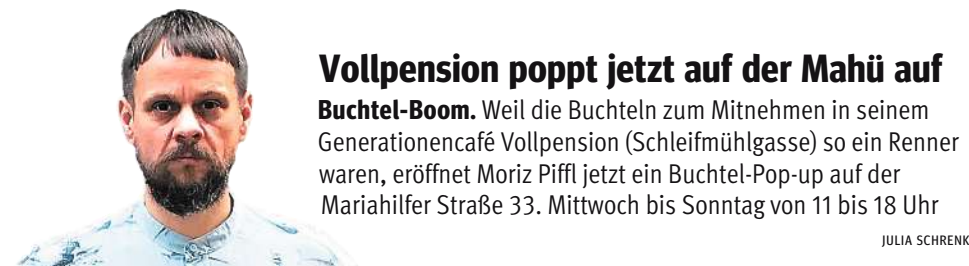 Vollpension poppt jetzt auf der Mahü auf
Buchtel-Boom. Weil die Buchteln zum Mitnehmen in seinem
Generationencafé Vollpension (Schleifmühlgasse) so ein Renner
waren, eröffnet Moriz Piffl jetzt ein Buchtel-Pop-up auf der
Mariahilfer Straße 33. Mittwoch bis Sonntag von 11 bis 18 Uhr
JULIA SCHRENK